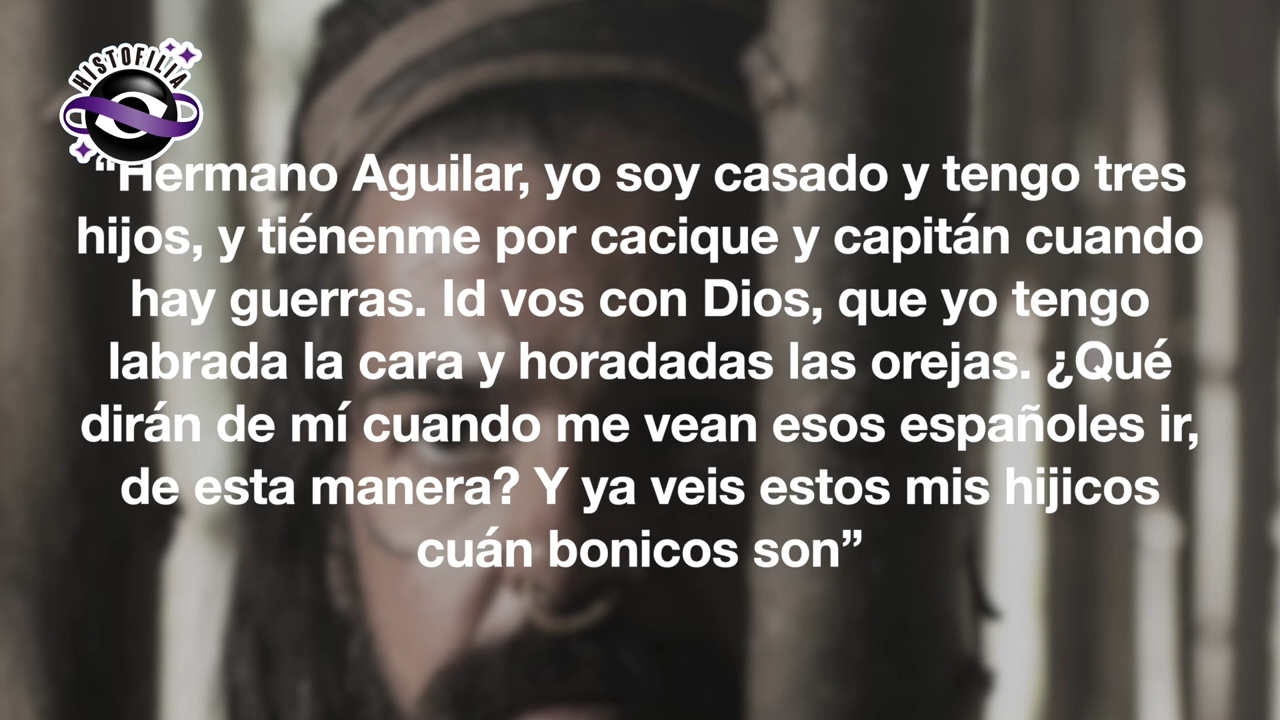 HISTOFILIA
“Hermano Aguilar, yo soy casado y tengo tres
hijos, y tiénenme por cacique y capitán cuando
hay guerras. Id vos con Dios, que yo tengo
labrada la cara y horadadas las orejas. ¿Qué
dirán de mí cuando me vean esos españoles ir,
de esta manera? Y ya veis estos mis hijicos
cuán bonicos son”